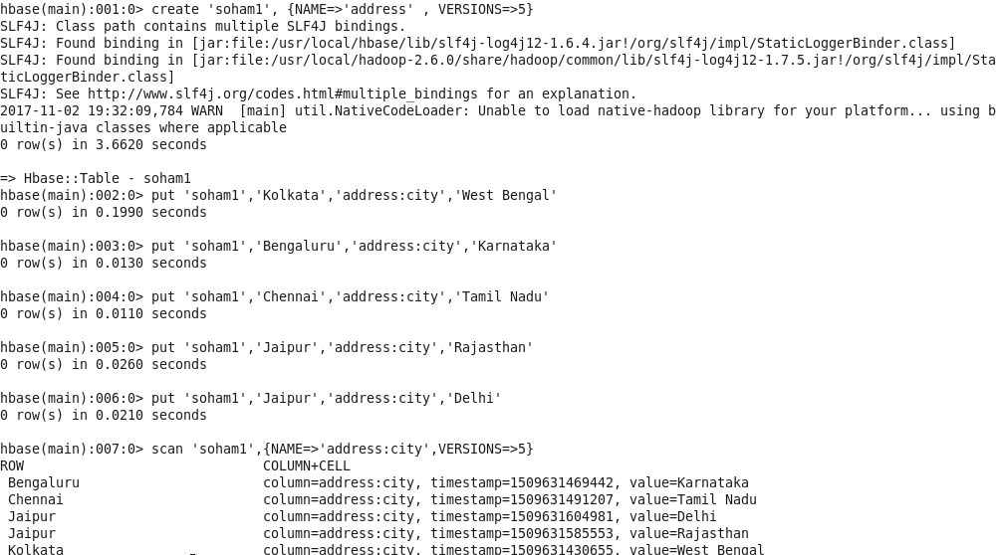 hbase(main):001:0> create 'soham1', {NAME=>'address' , VERSIONS=>5}
SLF4J: Class path contains multiple SLF4J bindings.
SLF4J: Found binding in [jar:file:/usr/local/hbase/lib/slf4j-log4j12-1.6.4.jar!/org/slf4j/impl/StaticLoggerBinder.class]
SLF4J: Found binding in [jar:file:/usr/local/hadoop-2.6.0/share/hadoop/common/lib/slf4j-log4j12-1.7.5.jar!/org/slf4j/impl/Sta
ticLoggerBinder.class]
SLF4J: See http://www.slf4j.org/codes.html#multiple_bindings for an explanation.
2017-11-02 19:32:09,784 WARN  [main] util.NativeCodeLoader: Unable to load native-hadoop library for your platform... using b
uiltin-java classes where applicable
0 row(s) in 3.6620 seconds

=> Hbase::Table - soham1
hbase(main):002:0> put 'soham1','Kolkata','address:city','West Bengal'
0 row(s) in 0.1990 seconds

hbase(main):003:0> put 'soham1','Bengaluru','address:city','Karnataka'
0 row(s) in 0.0130 seconds

hbase(main):004:0> put 'soham1','Chennai','address:city','Tamil Nadu'
0 row(s) in 0.0110 seconds

hbase(main):005:0> put 'soham1','Jaipur','address:city','Rajasthan'
0 row(s) in 0.0260 seconds

hbase(main):006:0> put 'soham1','Jaipur','address:city','Delhi'
0 row(s) in 0.0210 seconds

hbase(main):007:0> scan 'soham1',{NAME=>'address:city',VERSIONS=>5}
ROW                              COLUMN+CELL
 Bengaluru                       column=address:city, timestamp=1509631469442, value=Karnataka
 Chennai                         column=address:city, timestamp=1509631491207, value=Tamil Nadu
 Jaipur                          column=address:city, timestamp=1509631604981, value=Delhi
 Jaipur                          column=address:city, timestamp=1509631585553, value=Rajasthan
 Kolkata                         column=address:city, timestamp=1509631430655, value=West Bengal